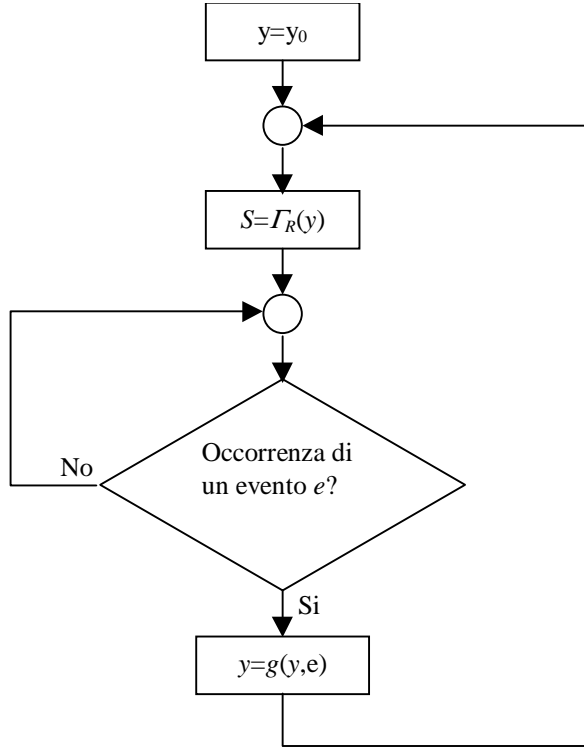 y=y₀
S=Γ_R(y)
Occorrenza di
un evento e?
No
Si
y=g(y,e)